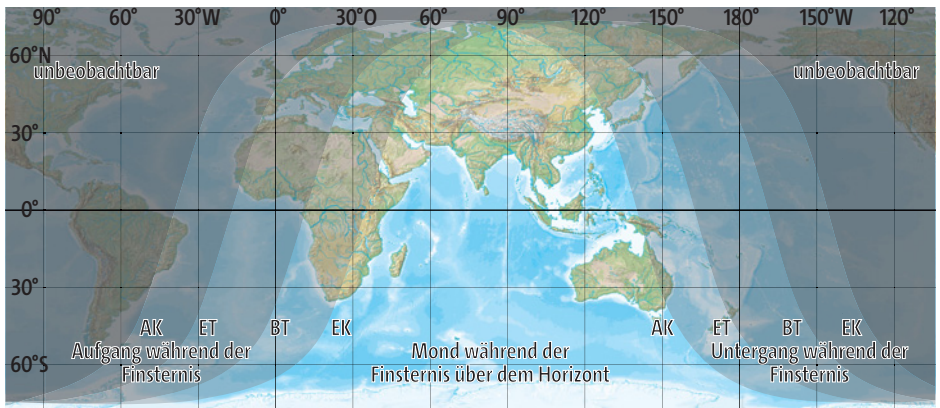 90° 60° 30°W 0° 30°O 60° 90° 120° 150° 180° 150°W 120°
60°N
unbeobachtbar unbeobachtbar
30°
0°
30°
AK ET BT EK AK ET BT EK
Aufgang während der Mond während der Untergang während der
60°S Finsternis Finsternis über dem Horizont Finsternis